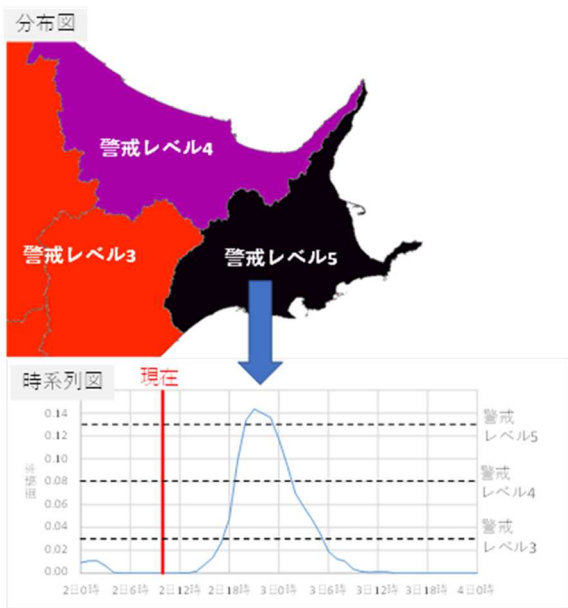 分布図
警戒レベル4
警戒レベル3
警戒レベル5
時系列図
現在
0.14
0.12
0.10
0.08
0.06
0.04
0.02
0.00
面積率
警戒
レベル5
警戒
レベル4
警戒
レベル3
2日0時 2日6時 2日12時 2日18時 3日0時 3日6時 3日12時 3日18時 4日0時